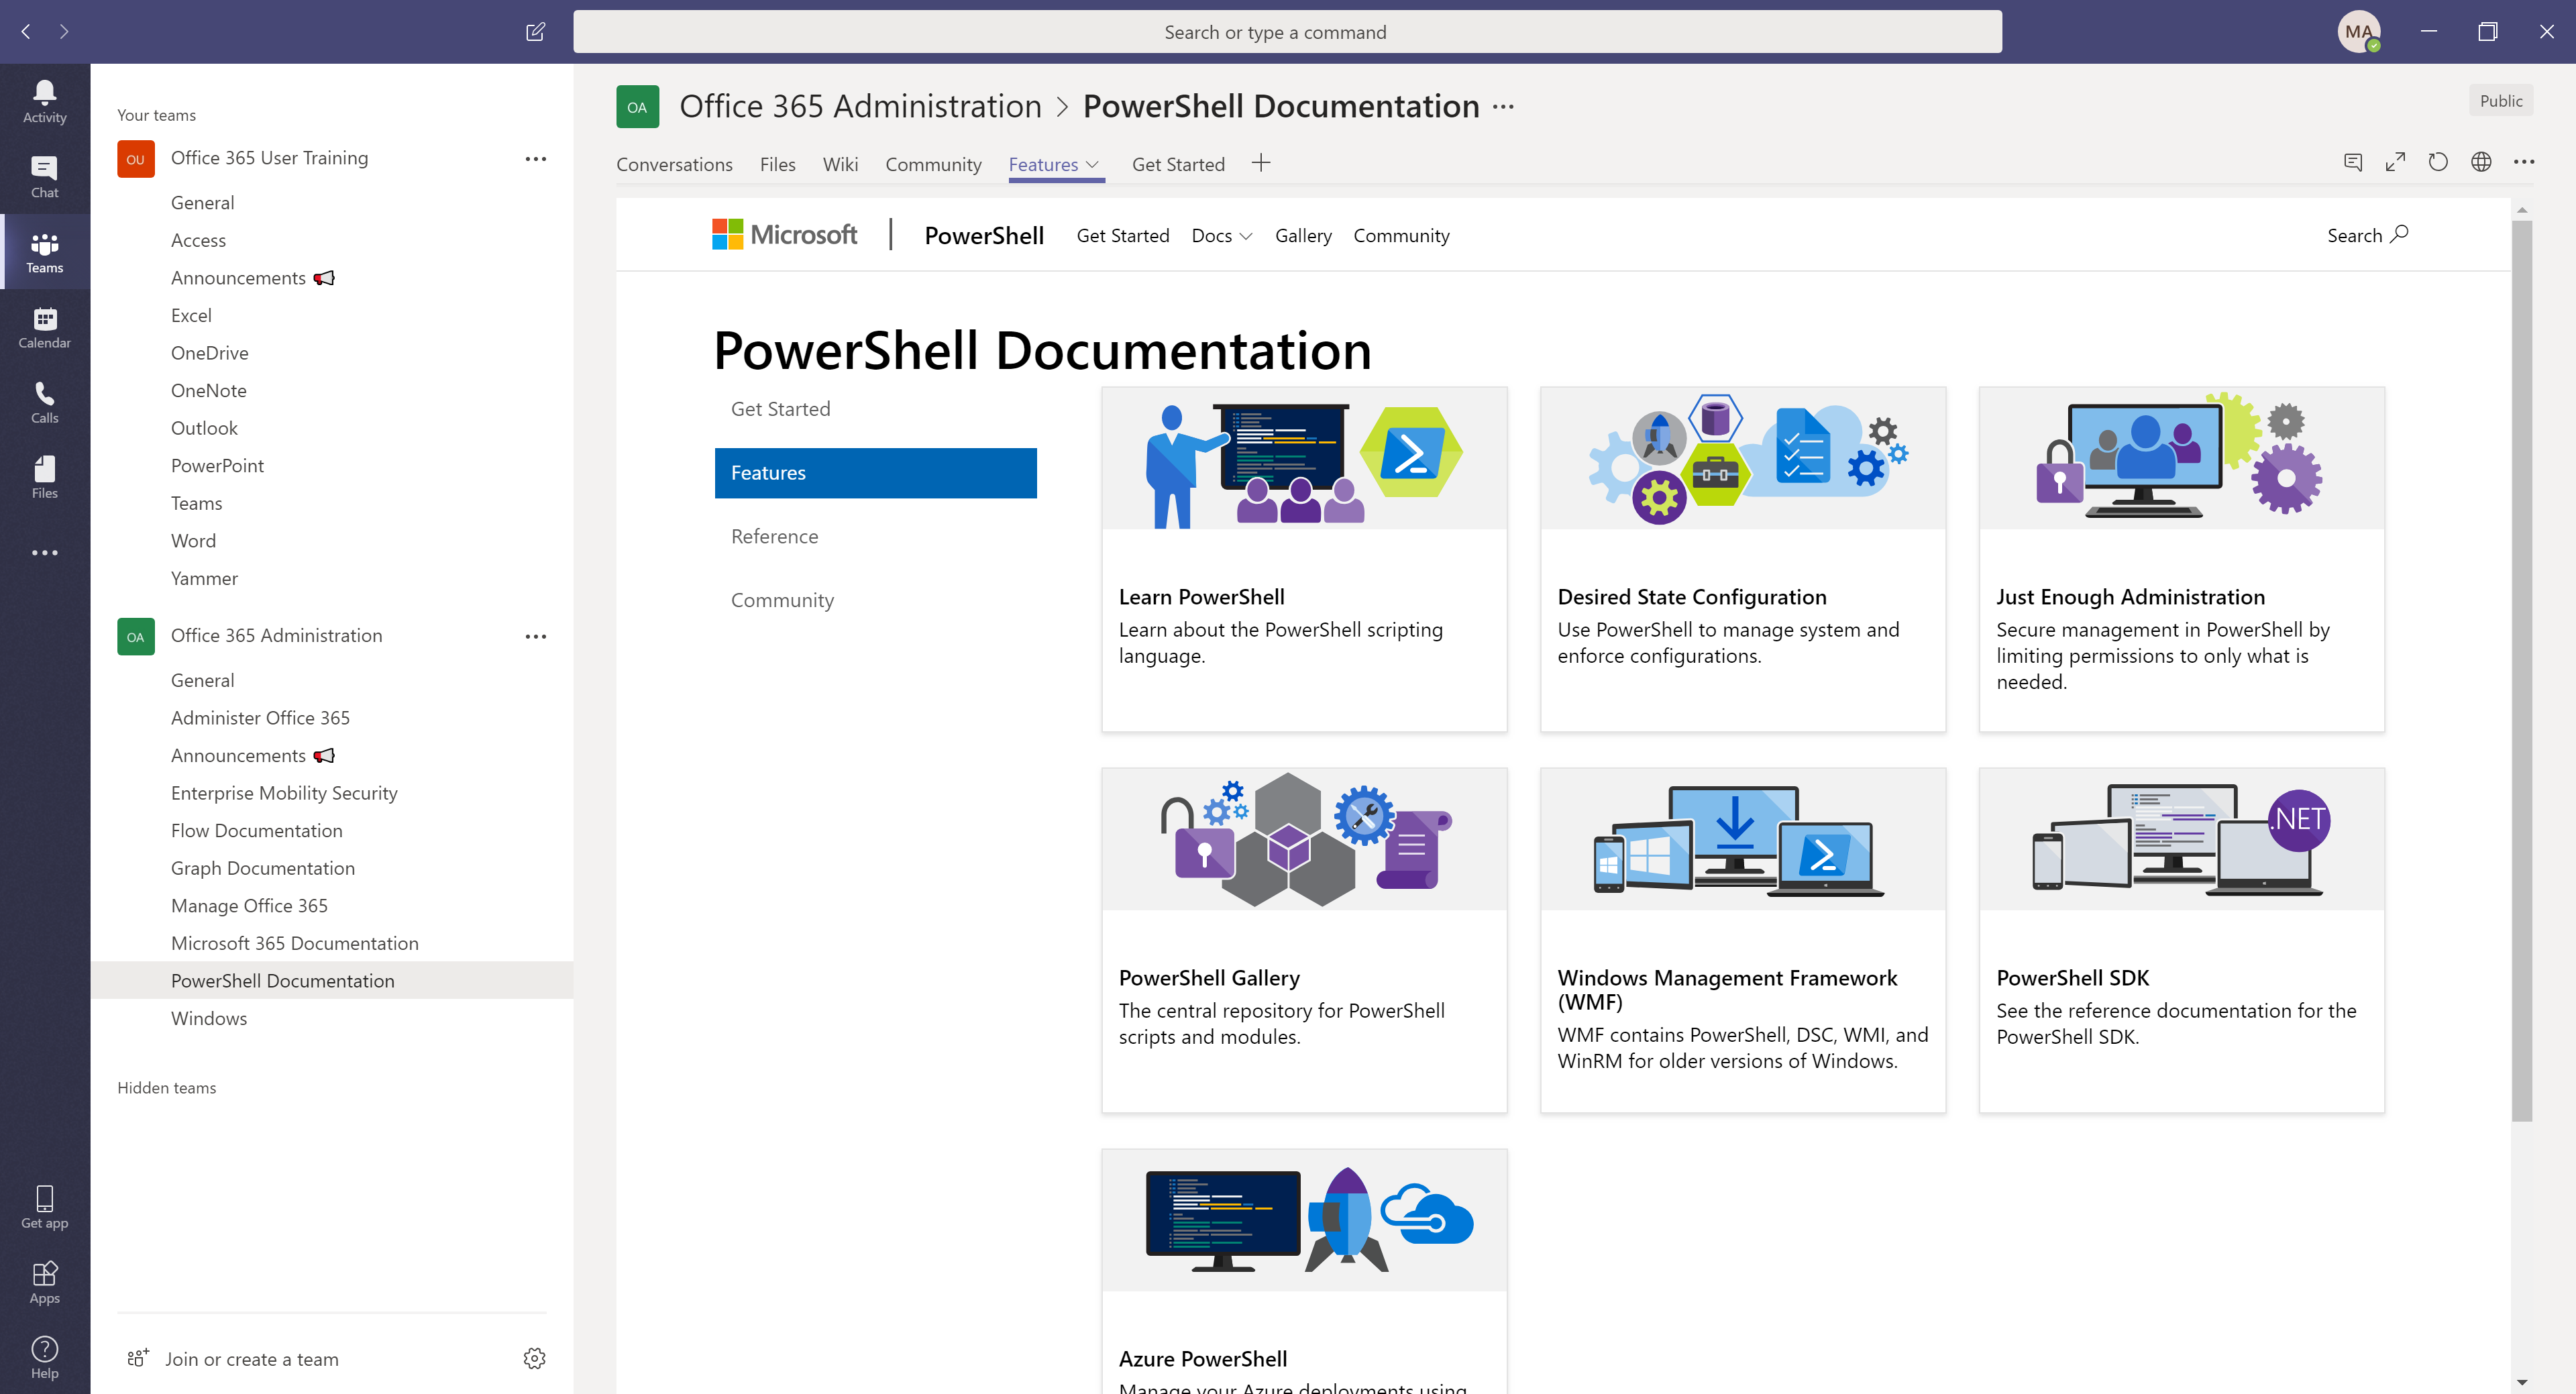 Search or type a command
MA
Activity
Chat
Teams
Calendar
Calls
Files
Get app
Apps
Help
Your teams
OU Office 365 User Training
General
Access
Announcements
Excel
OneDrive
OneNote
Outlook
PowerPoint
Teams
Word
Yammer
OA Office 365 Administration
General
Administer Office 365
Announcements
Enterprise Mobility Security
Flow Documentation
Graph Documentation
Manage Office 365
Microsoft 365 Documentation
PowerShell Documentation
Windows
Hidden teams
Join or create a team
OA Office 365 Administration > PowerShell Documentation ...
Public
Conversations Files Wiki Community Features Get Started
Microsoft | PowerShell Get Started Docs Gallery Community Search
PowerShell Documentation
Get Started
Features
Reference
Community
Learn PowerShell
Learn about the PowerShell scripting
language.
Desired State Configuration
Use PowerShell to manage system and
enforce configurations.
Just Enough Administration
Secure management in PowerShell by
limiting permissions to only what is
needed.
PowerShell Gallery
The central repository for PowerShell
scripts and modules.
Windows Management Framework
(WMF)
WMF contains PowerShell, DSC, WMI, and
WinRM for older versions of Windows.
.NET
PowerShell SDK
See the reference documentation for the
PowerShell SDK.
Azure PowerShell
Manage your Azure deployments using